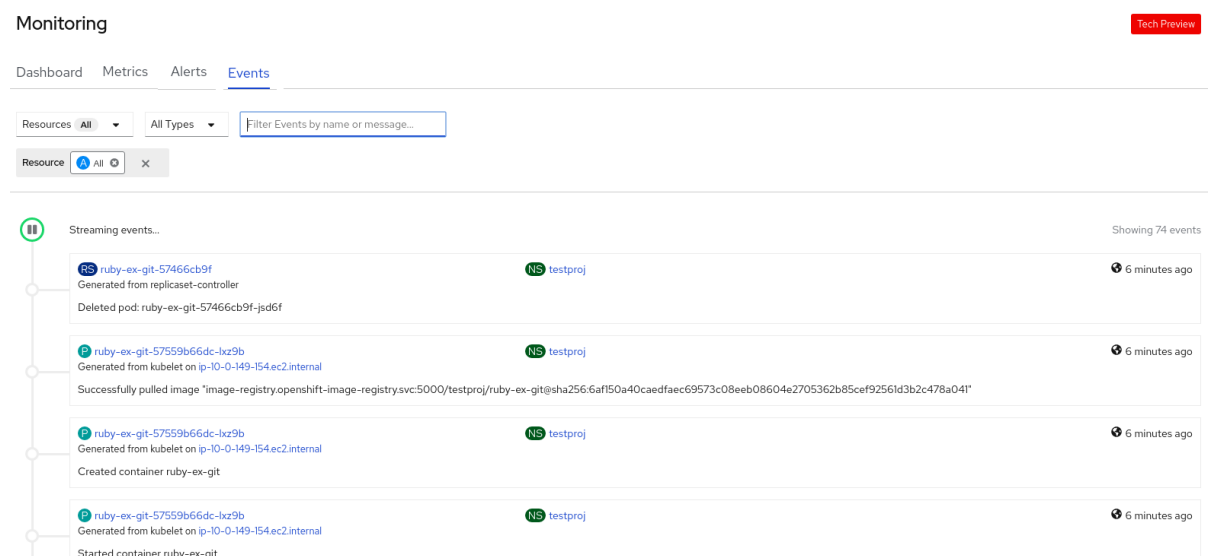 Monitoring
Tech Preview
Dashboard Metrics Alerts Events
Resources All All Types Filter Events by name or message...
Resource A All
Streaming events...
Showing 74 events
RS ruby-ex-git-57466cb9f NS testproj 6 minutes ago
Generated from replicaset-controller
Deleted pod: ruby-ex-git-57466cb9f-jsd6f
P ruby-ex-git-57559b66dc-lxz9b NS testproj 6 minutes ago
Generated from kubelet on ip-10-0-149-154.ec2.internal
Successfully pulled image "image-registry.openshift-image-registry.svc:5000/testproj/ruby-ex-git@sha256:6af150a40caedfaec69573c08eeb08604e2705362b85cef92561d3b2c478a041"
P ruby-ex-git-57559b66dc-lxz9b NS testproj 6 minutes ago
Generated from kubelet on ip-10-0-149-154.ec2.internal
Created container ruby-ex-git
P ruby-ex-git-57559b66dc-lxz9b NS testproj 6 minutes ago
Generated from kubelet on ip-10-0-149-154.ec2.internal
Started container ruby-ex-git